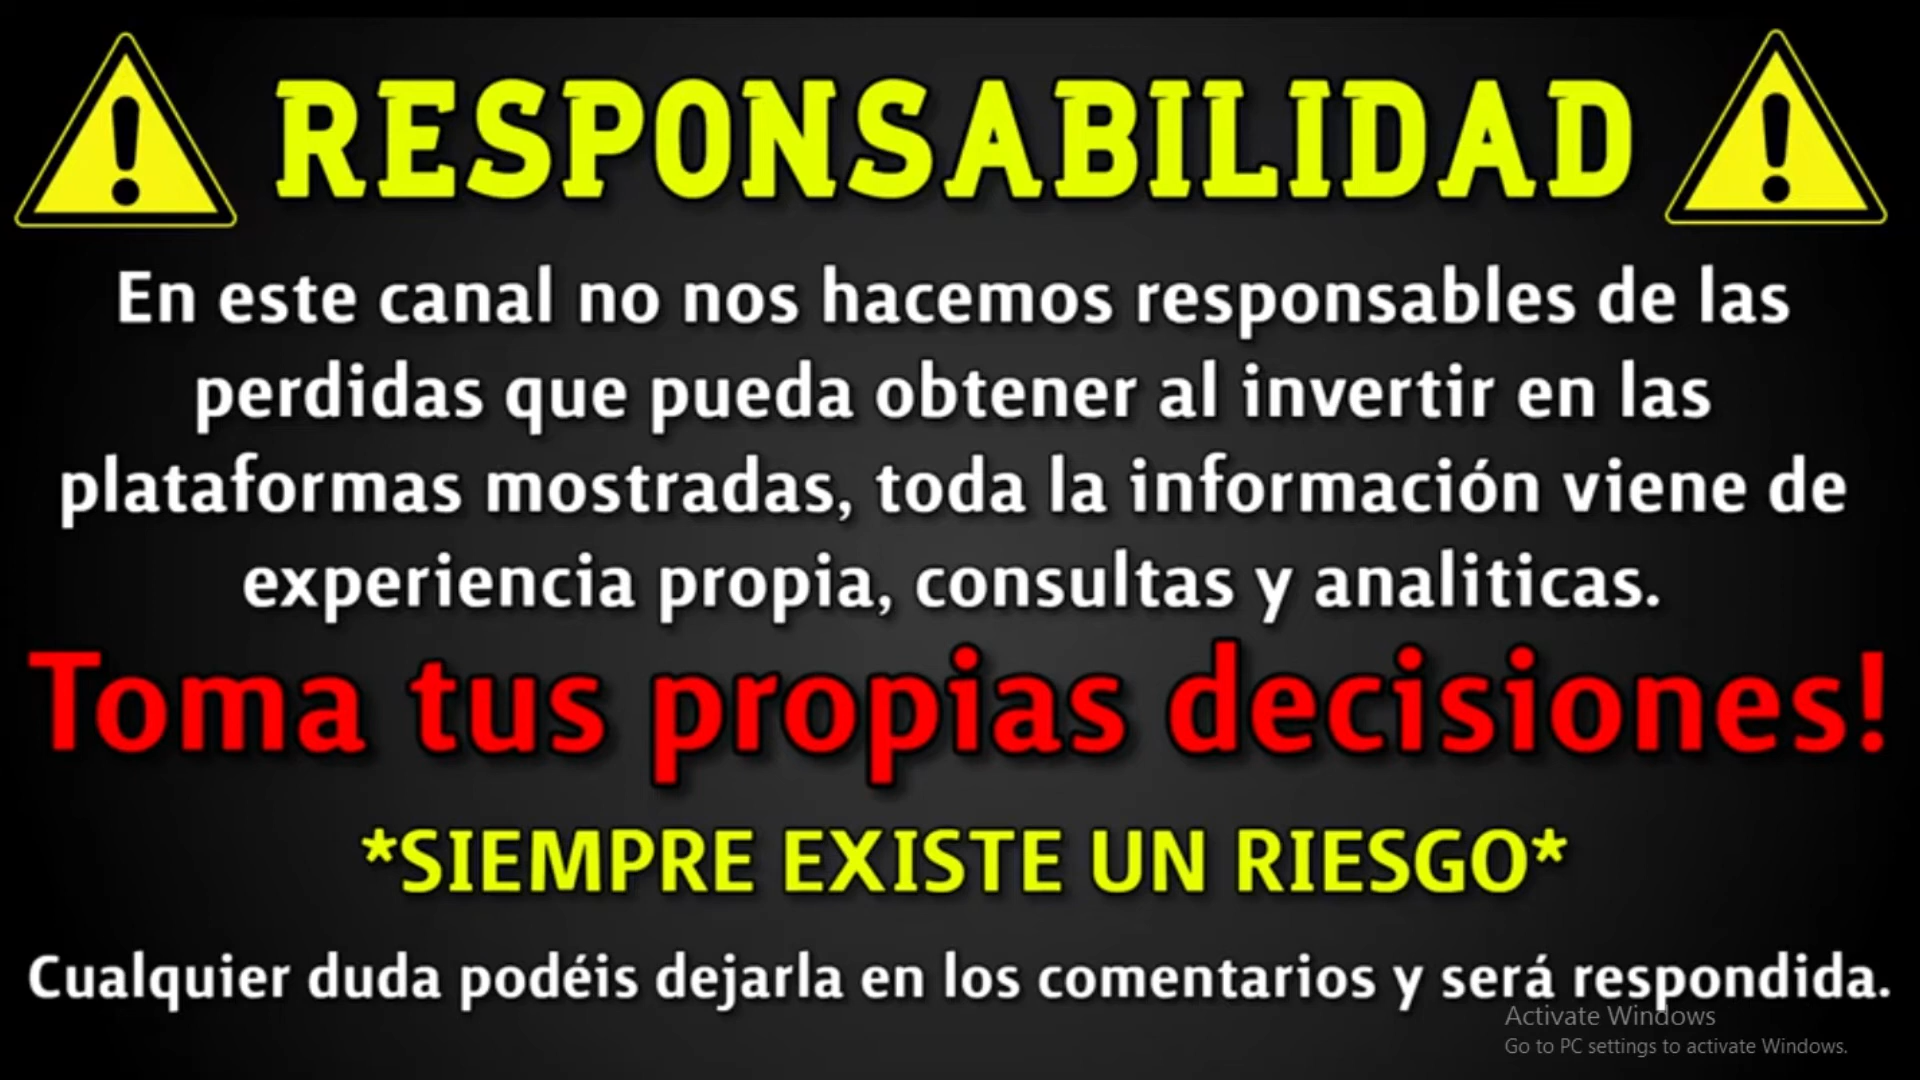 RESPONSABILIDAD
En este canal no nos hacemos responsables de las
perdidas que pueda obtener al invertir en las
plataformas mostradas, toda la información viene de
experiencia propia, consultas y analiticas.
Toma tus propias decisiones!
*SIEMPRE EXISTE UN RIESGO*
Cualquier duda podéis dejarla en los comentarios y será respondida.
Activate Windows
Go to PC settings to activate Windows.